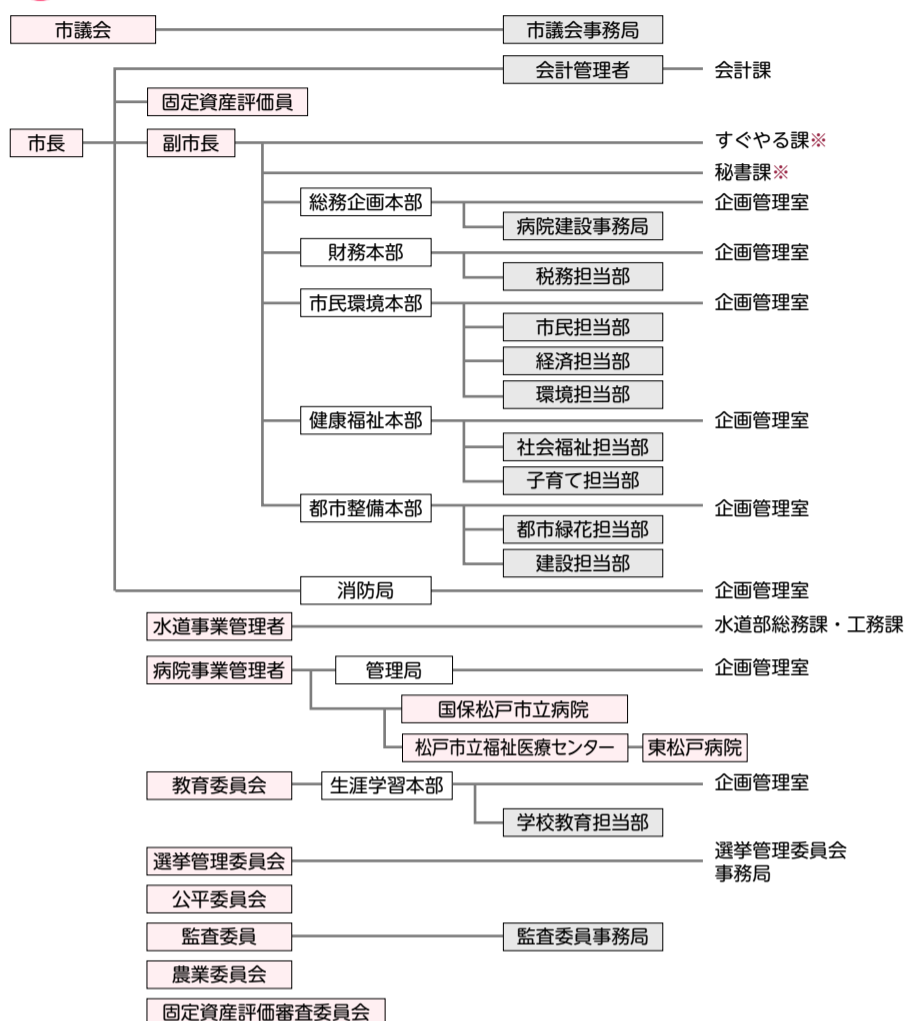 市議会
市議会事務局
会計管理者
会計課
固定資産評価員
市長
副市長
すぐやる課※
秘書課※
総務企画本部
企画管理室
病院建設事務局
財務本部
企画管理室
税務担当部
市民環境本部
企画管理室
市民担当部
経済担当部
環境担当部
健康福祉本部
企画管理室
社会福祉担当部
子育て担当部
都市整備本部
企画管理室
都市緑花担当部
建設担当部
消防局
企画管理室
水道事業管理者
水道部総務課・工務課
病院事業管理者
管理局
企画管理室
国保松戸市立病院
松戸市立福祉医療センター
東松戸病院
教育委員会
生涯学習本部
企画管理室
学校教育担当部
選挙管理委員会
選挙管理委員会
事務局
公平委員会
監査委員
監査委員事務局
農業委員会
固定資産評価審査委員会